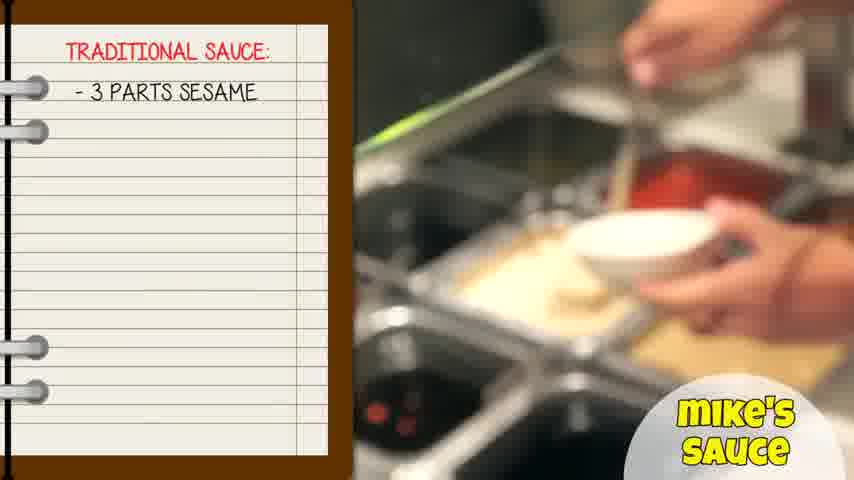 TRADITIONAL SAUCE:
- 3 PARTS SESAME
MIKE'S
SAUCE